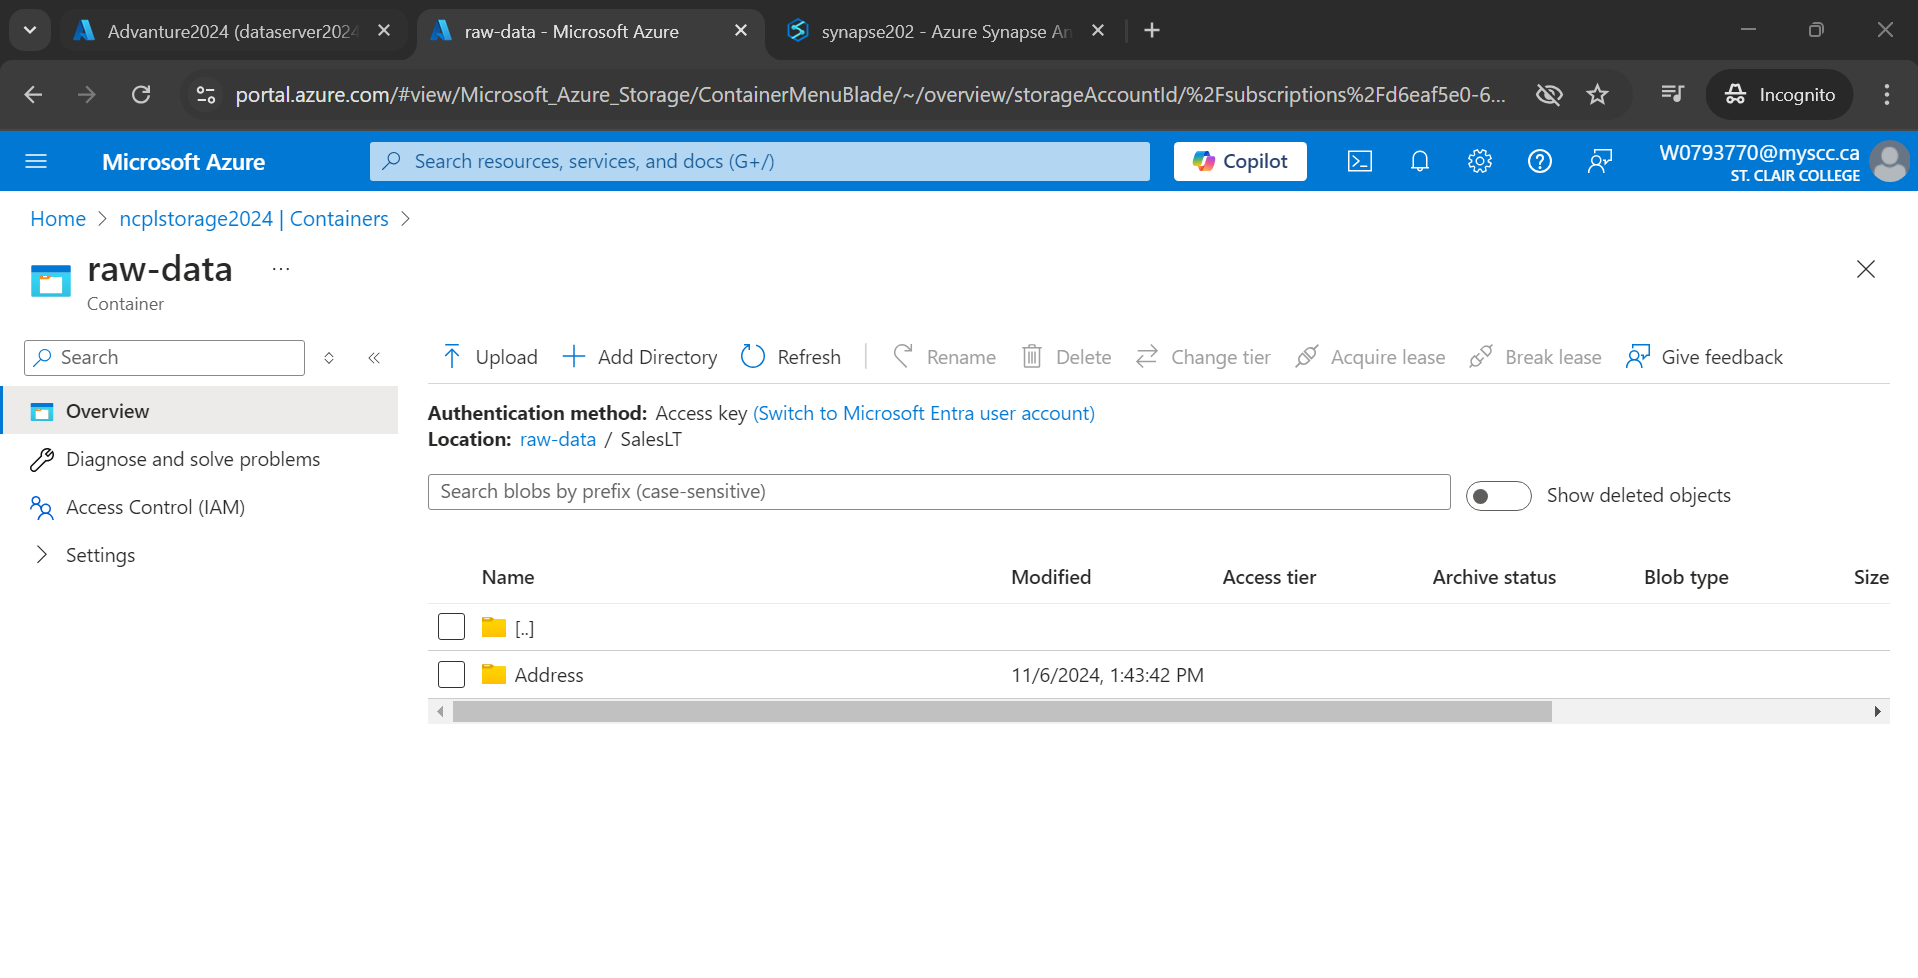 Advanture2024 (dataserver2024
raw-data - Microsoft Azure
synapse202 - Azure Synapse An
portal.azure.com/#view/Microsoft_Azure_Storage/ContainerMenuBlade/~/overview/storageAccountId/%2Fsubscriptions%2Fd6eaf5e0-6...
Incognito
Microsoft Azure
Search resources, services, and docs (G+/)
Copilot
W0793770@myscc.ca
ST. CLAIR COLLEGE
Home > ncplstorage2024 | Containers >
raw-data ...
Container
Search
Upload
Add Directory
Refresh
Rename
Delete
Change tier
Acquire lease
Break lease
Give feedback
Overview
Diagnose and solve problems
Access Control (IAM)
Settings
Authentication method: Access key (Switch to Microsoft Entra user account)
Location: raw-data / SalesLT
Search blobs by prefix (case-sensitive)
Show deleted objects
Name Modified Access tier Archive status Blob type Size
[..]
Address 11/6/2024, 1:43:42 PM